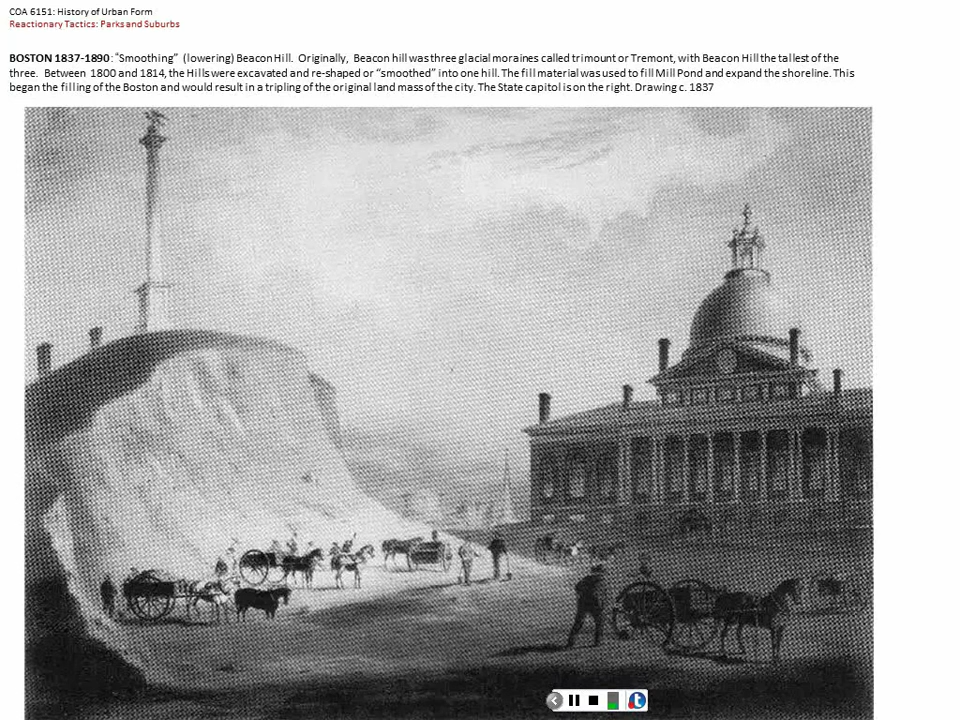 COA 6151: History of Urban Form
Reactionary Tactics: Parks and Suburbs
BOSTON 1837-1890: "Smoothing" (lowering) Beacon Hill. Originally, Beacon hill was three glacial moraines called trimount or Tremont, with Beacon Hill the tallest of the
three. Between 1800 and 1814, the Hills were excavated and re-shaped or "smoothed" into one hill. The fill material was used to fill Mill Pond and expand the shoreline. This
began the filling of the Boston and would result in a tripling of the original land mass of the city. The State capitol is on the right. Drawing c. 1837